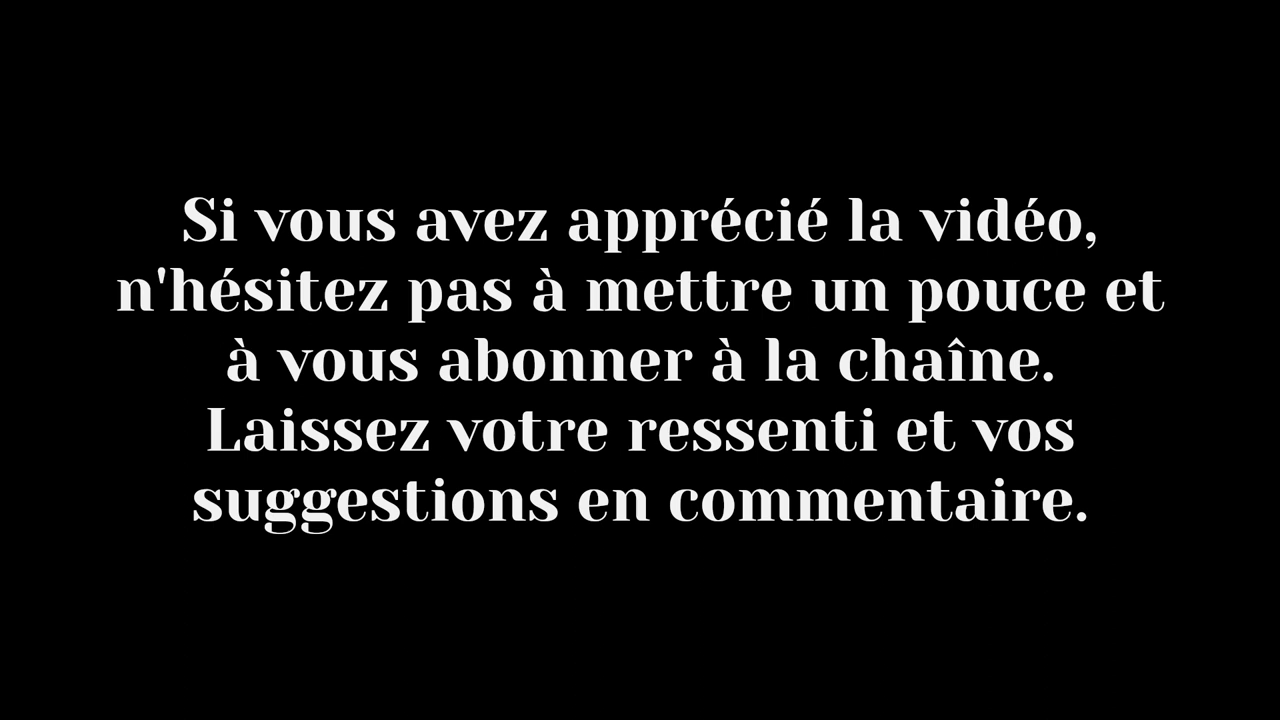 Si vous avez apprécié la vidéo,
n'hésitez pas à mettre un pouce et
à vous abonner à la chaîne.
Laissez votre ressenti et vos
suggestions en commentaire.